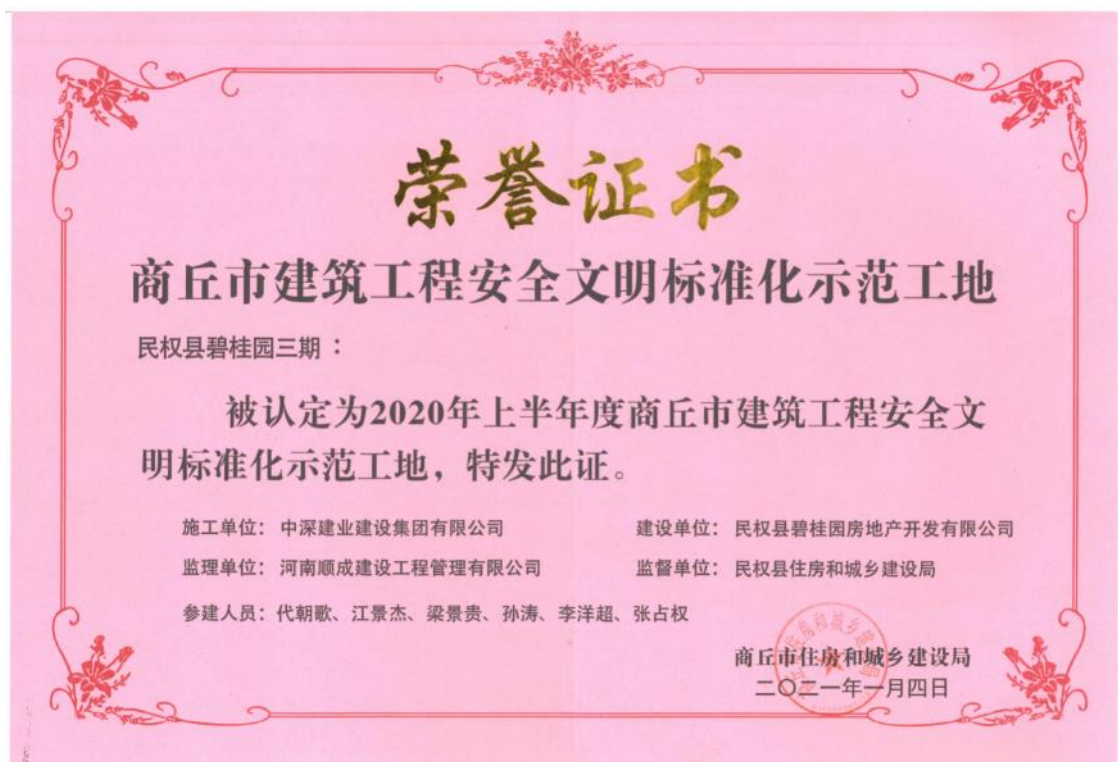 荣誉证书
商丘市建筑工程安全文明标准化示范工地
民权县碧桂园三期：
被认定为2020年上半年度商丘市建筑工程安全文
明标准化示范工地，特发此证。
施工单位：中深建业建设集团有限公司 建设单位：民权县碧桂园房地产开发有限公司
监理单位：河南顺成建设工程管理有限公司 监督单位：民权县住房和城乡建设局
参建人员：代朝歌、江景杰、梁景贵、孙涛、李洋超、张占权
商丘市住房和城乡建设局
二〇二一年一月四日